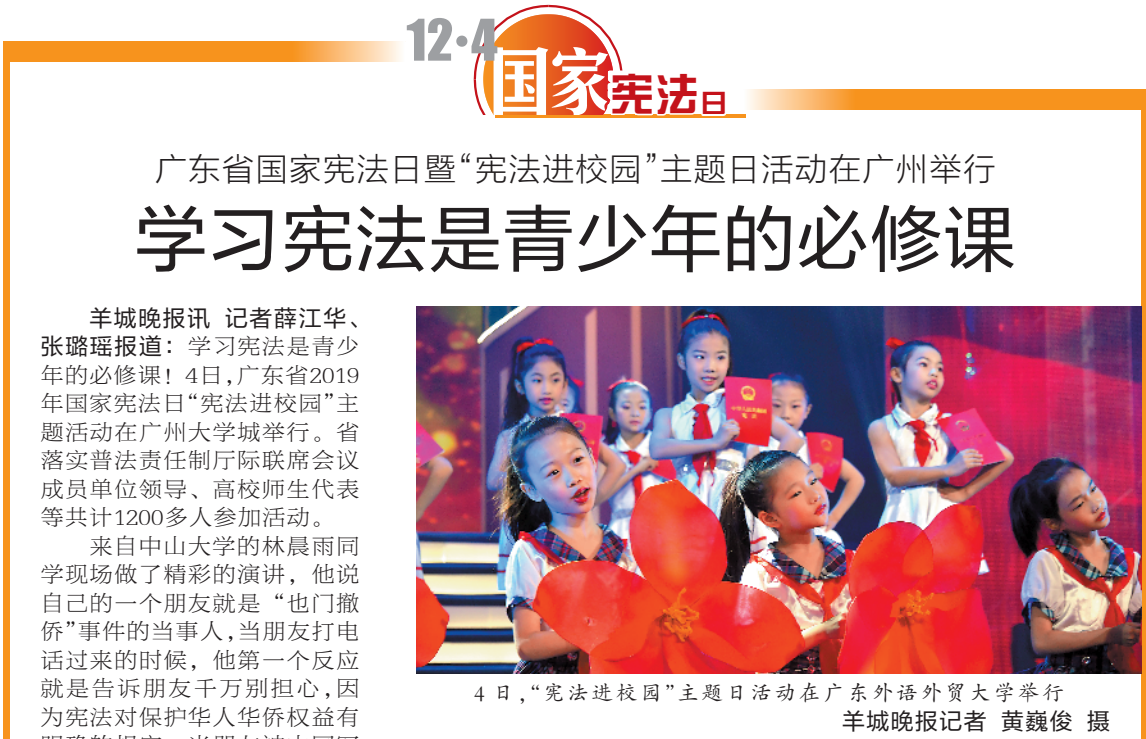 12·4
国家宪法日
广东省国家宪法日暨“宪法进校园”主题日活动在广州举行
学习宪法是青少年的必修课
羊城晚报讯 记者薛江华、
张璐瑶报道：学习宪法是青少
年的必修课！4日,广东省2019
年国家宪法日“宪法进校园”主
题活动在广州大学城举行。省
落实普法责任制厅际联席会议
成员单位领导、高校师生代表
等共计1200多人参加活动。
来自中山大学的林晨雨同
学现场做了精彩的演讲，他说
自己的一个朋友就是“也门撤
侨”事件的当事人,当朋友打电
话过来的时候，他第一个反应
就是告诉朋友千万别担心,因
为宪法对保护华人华侨权益有
4日,“宪法进校园”主题日活动在广东外语外贸大学举行
羊城晚报记者 黄巍俊 摄